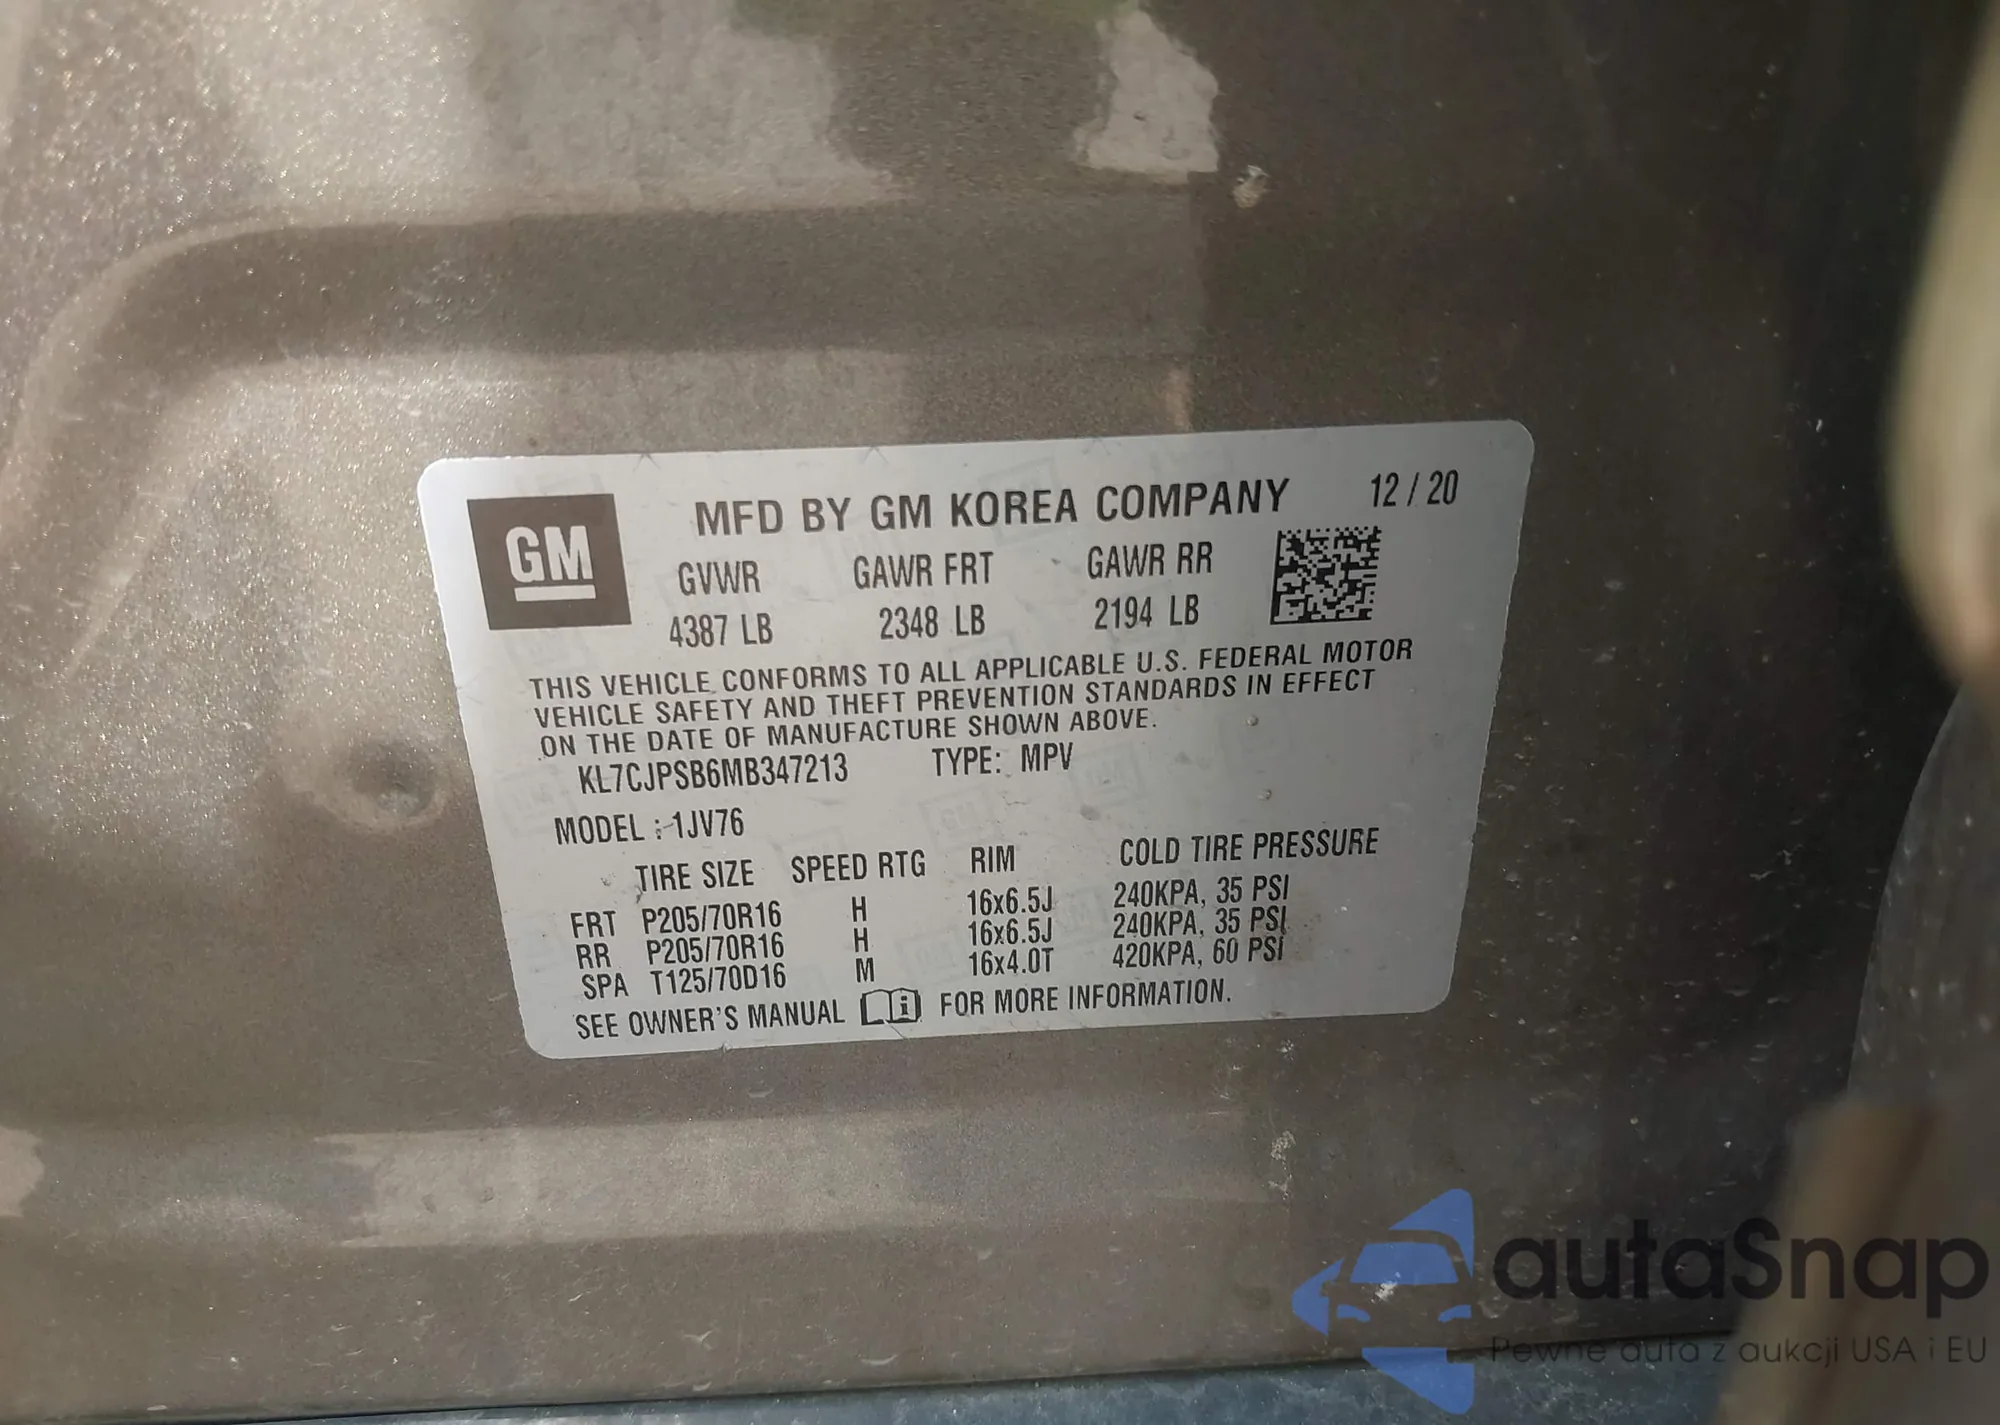 GM
MFD BY GM KOREA COMPANY 12 / 20
GVWR GAWR FRT GAWR RR
4387 LB 2348 LB 2194 LB
THIS VEHICLE CONFORMS TO ALL APPLICABLE U.S. FEDERAL MOTOR
VEHICLE SAFETY AND THEFT PREVENTION STANDARDS IN EFFECT
ON THE DATE OF MANUFACTURE SHOWN ABOVE.
KL7CJPSB6MB347213 TYPE: MPV
MODEL : 1JV76
TIRE SIZE SPEED RTG RIM COLD TIRE PRESSURE
FRT P205/70R16 H 16x6.5J 240KPA, 35 PSI
RR P205/70R16 H 16x6.5J 240KPA, 35 PSI
SPA T125/70D16 M 16x4.0T 420KPA, 60 PSI
SEE OWNER'S MANUAL i FOR MORE INFORMATION.
autaSnap
Pewne auta z aukcji USA i EU